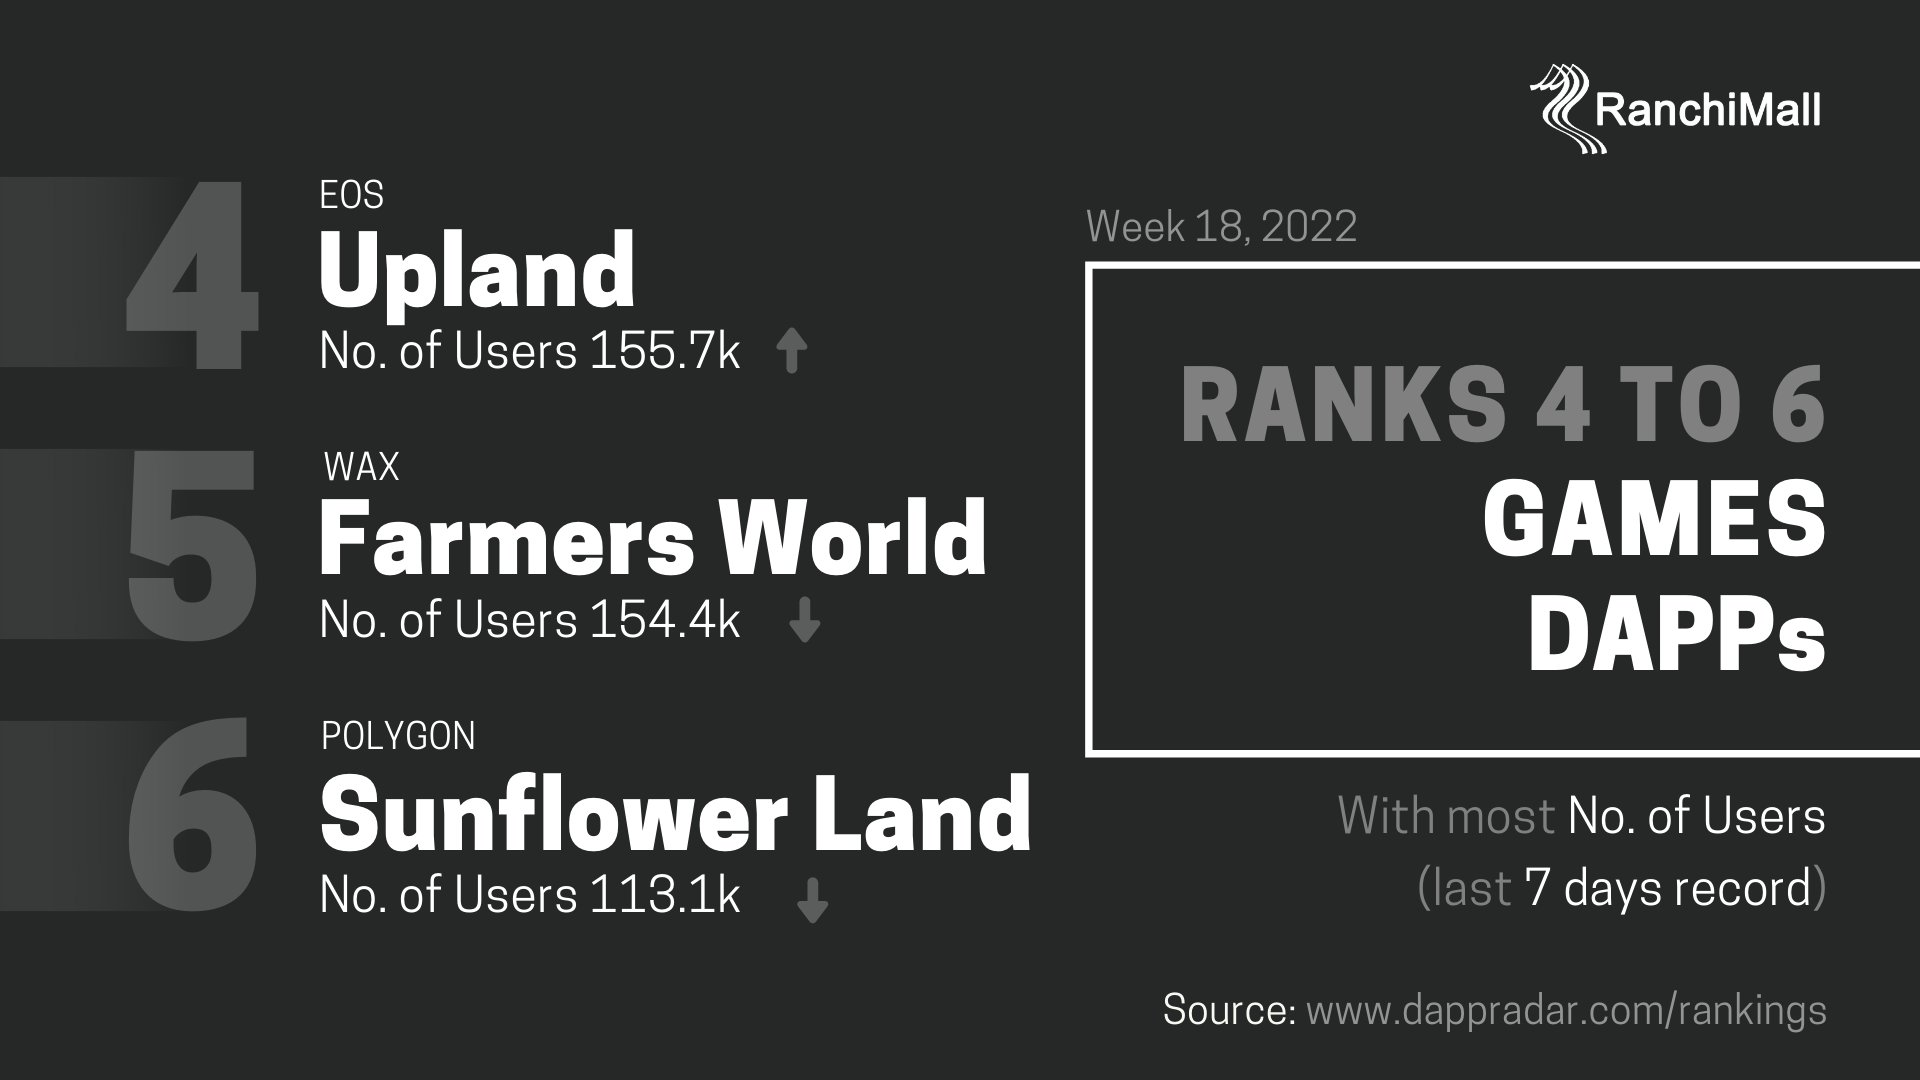 RanchiMall
4
EOS
Upland
No. of Users 155.7k
5
WAX
Farmers World
No. of Users 154.4k
6
POLYGON
Sunflower Land
No. of Users 113.1k
Week 18, 2022
RANKS 4 TO 6
GAMES
DAPPs
With most No. of Users
(last 7 days record)
Source: www.dappradar.com/rankings